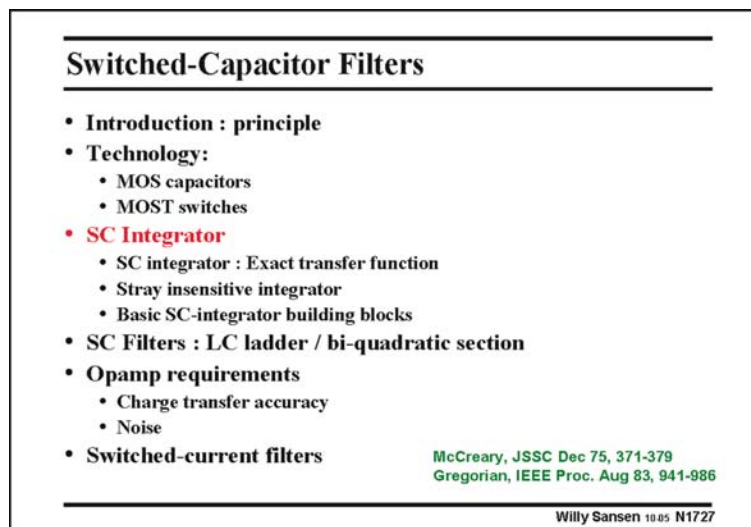 Switched-Capacitor Filters
• Introduction : principle
• Technology:
• MOS capacitors
• MOST switches
• SC Integrator
• SC integrator : Exact transfer function
• Stray insensitive integrator
• Basic SC-integrator building blocks
• SC Filters : LC ladder / bi-quadratic section
• Opamp requirements
• Charge transfer accuracy
• Noise
• Switched-current filters
McCreary, JSSC Dec 75, 371-379
Gregorian, IEEE Proc. Aug 83, 941-986
Willy Sansen 10-05 N1727